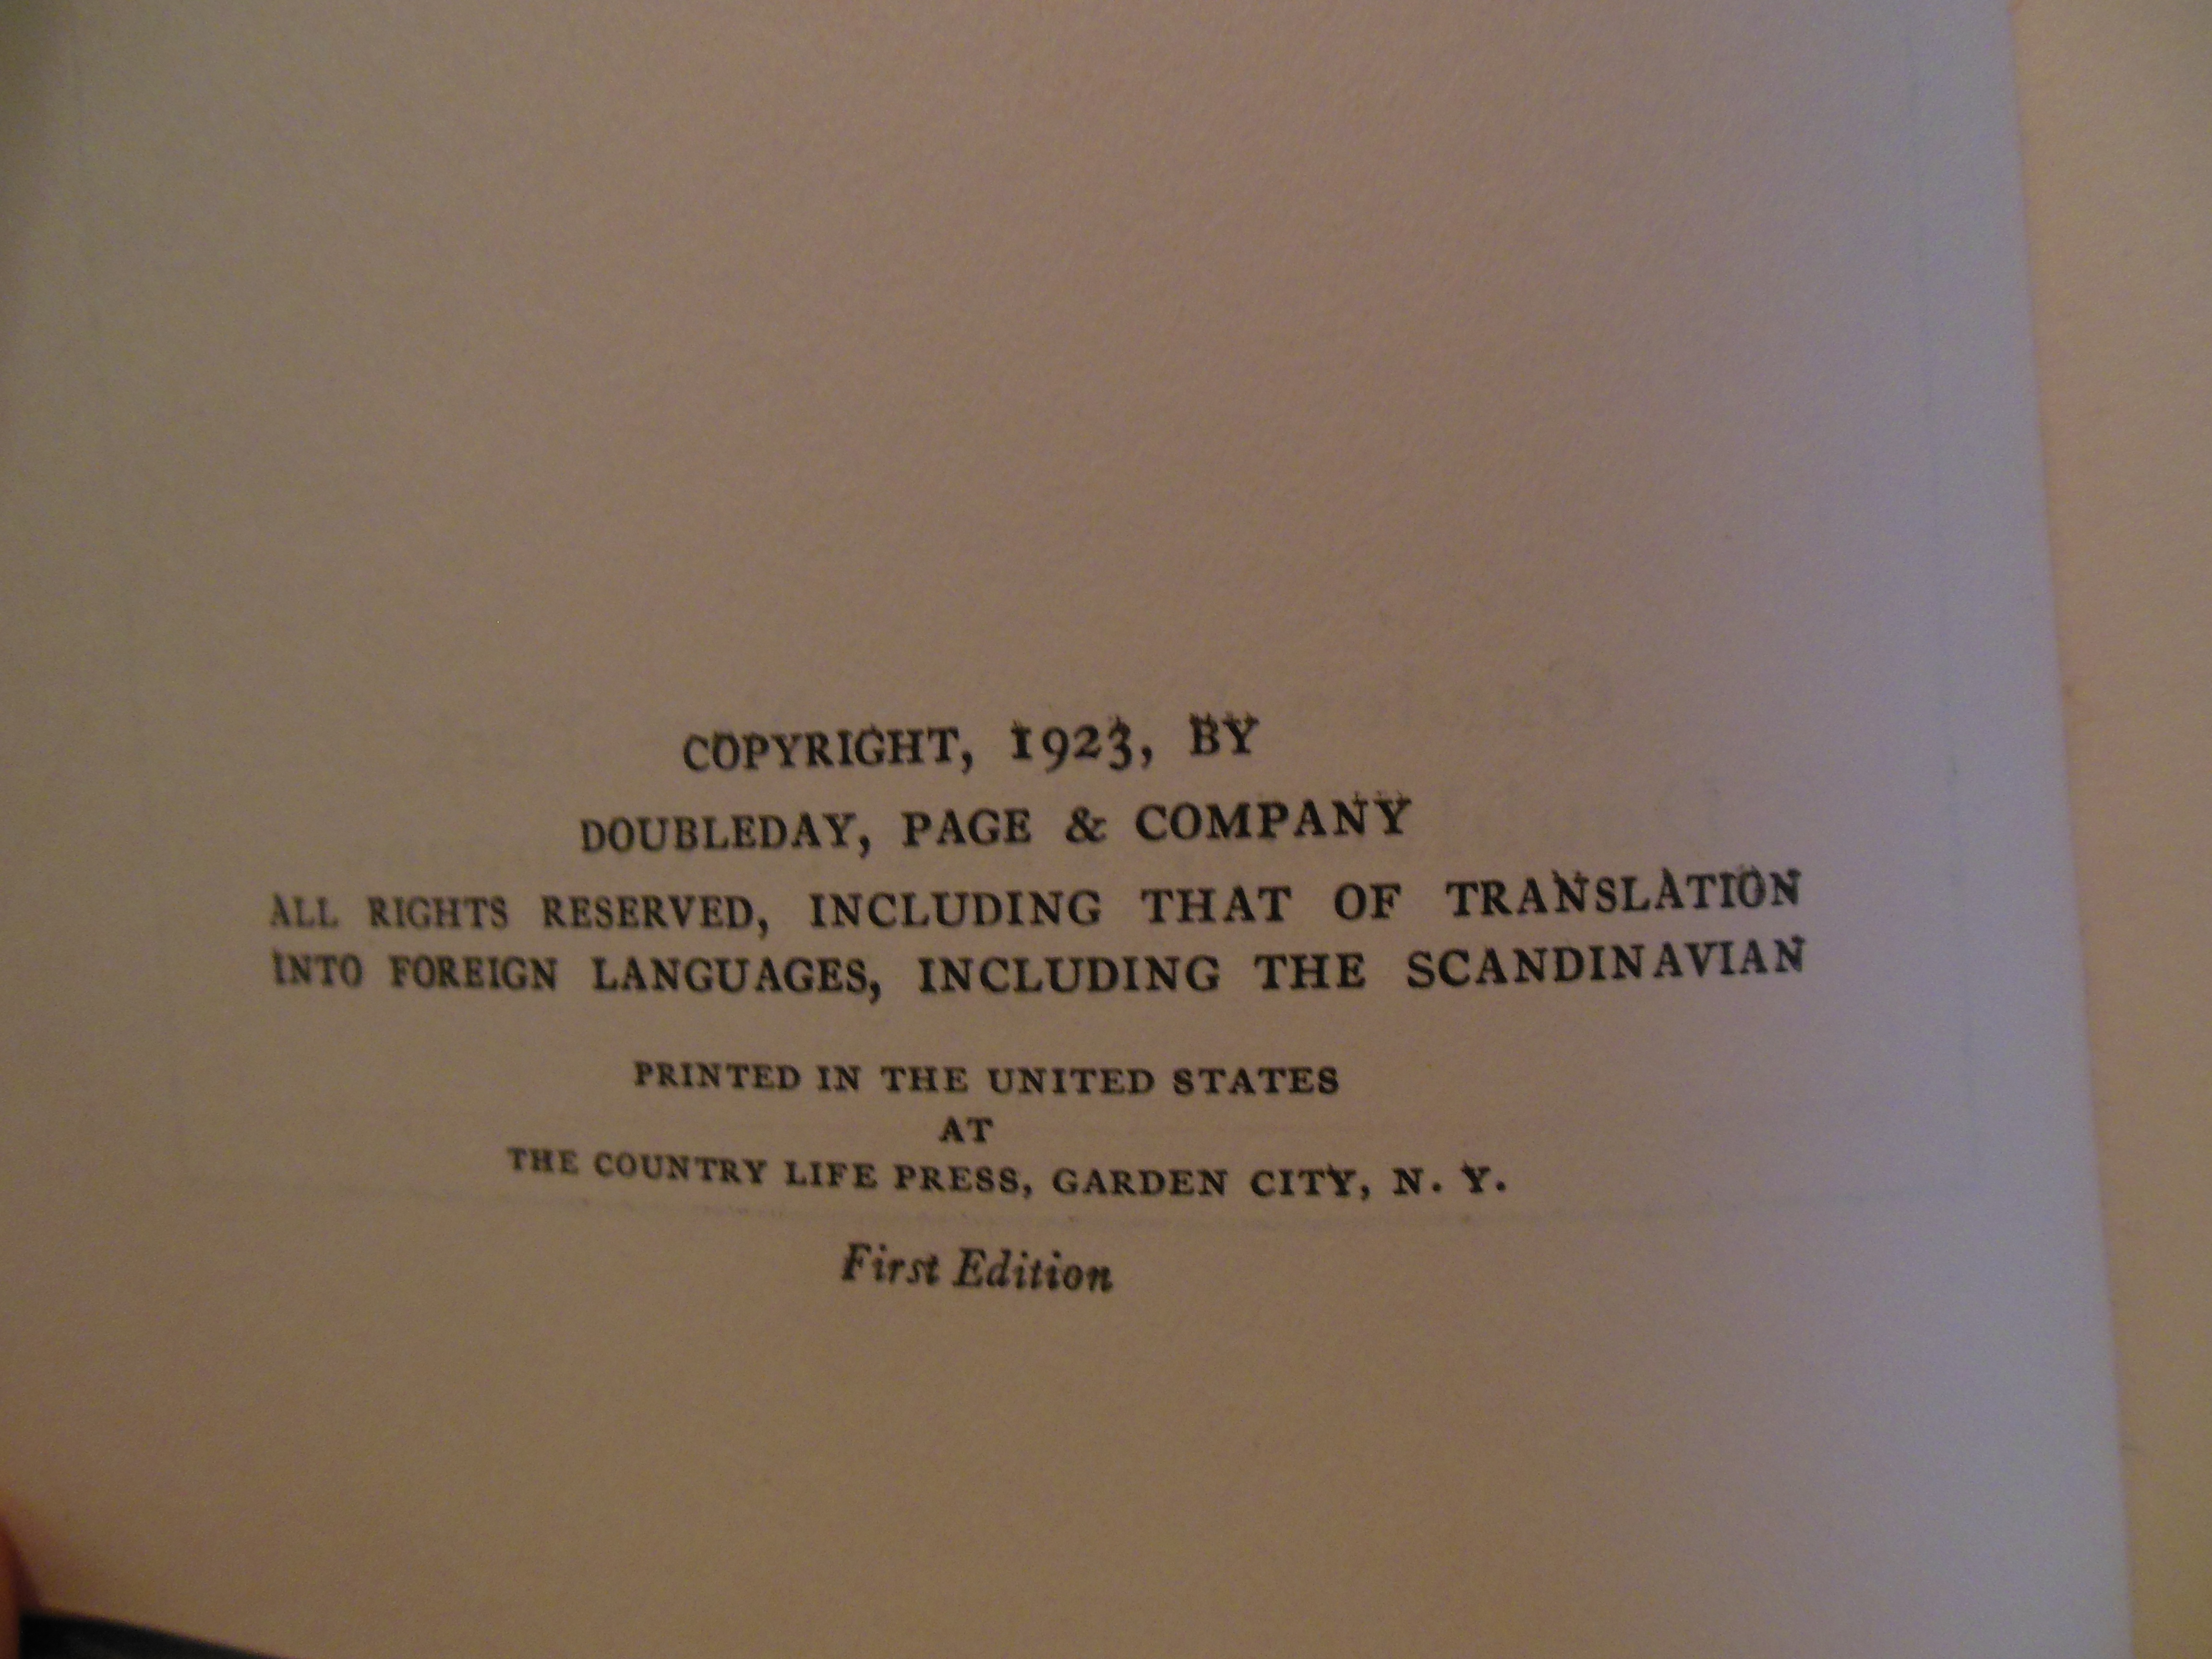 COPYRIGHT, 1923, BY
DOUBLEDAY, PAGE & COMPANY
ALL RIGHTS RESERVED, INCLUDING THAT OF TRANSLATION
INTO FOREIGN LANGUAGES, INCLUDING THE SCANDINAVIAN
PRINTED IN THE UNITED STATES
AT
THE COUNTRY LIFE PRESS, GARDEN CITY, N. Y.
First Edition